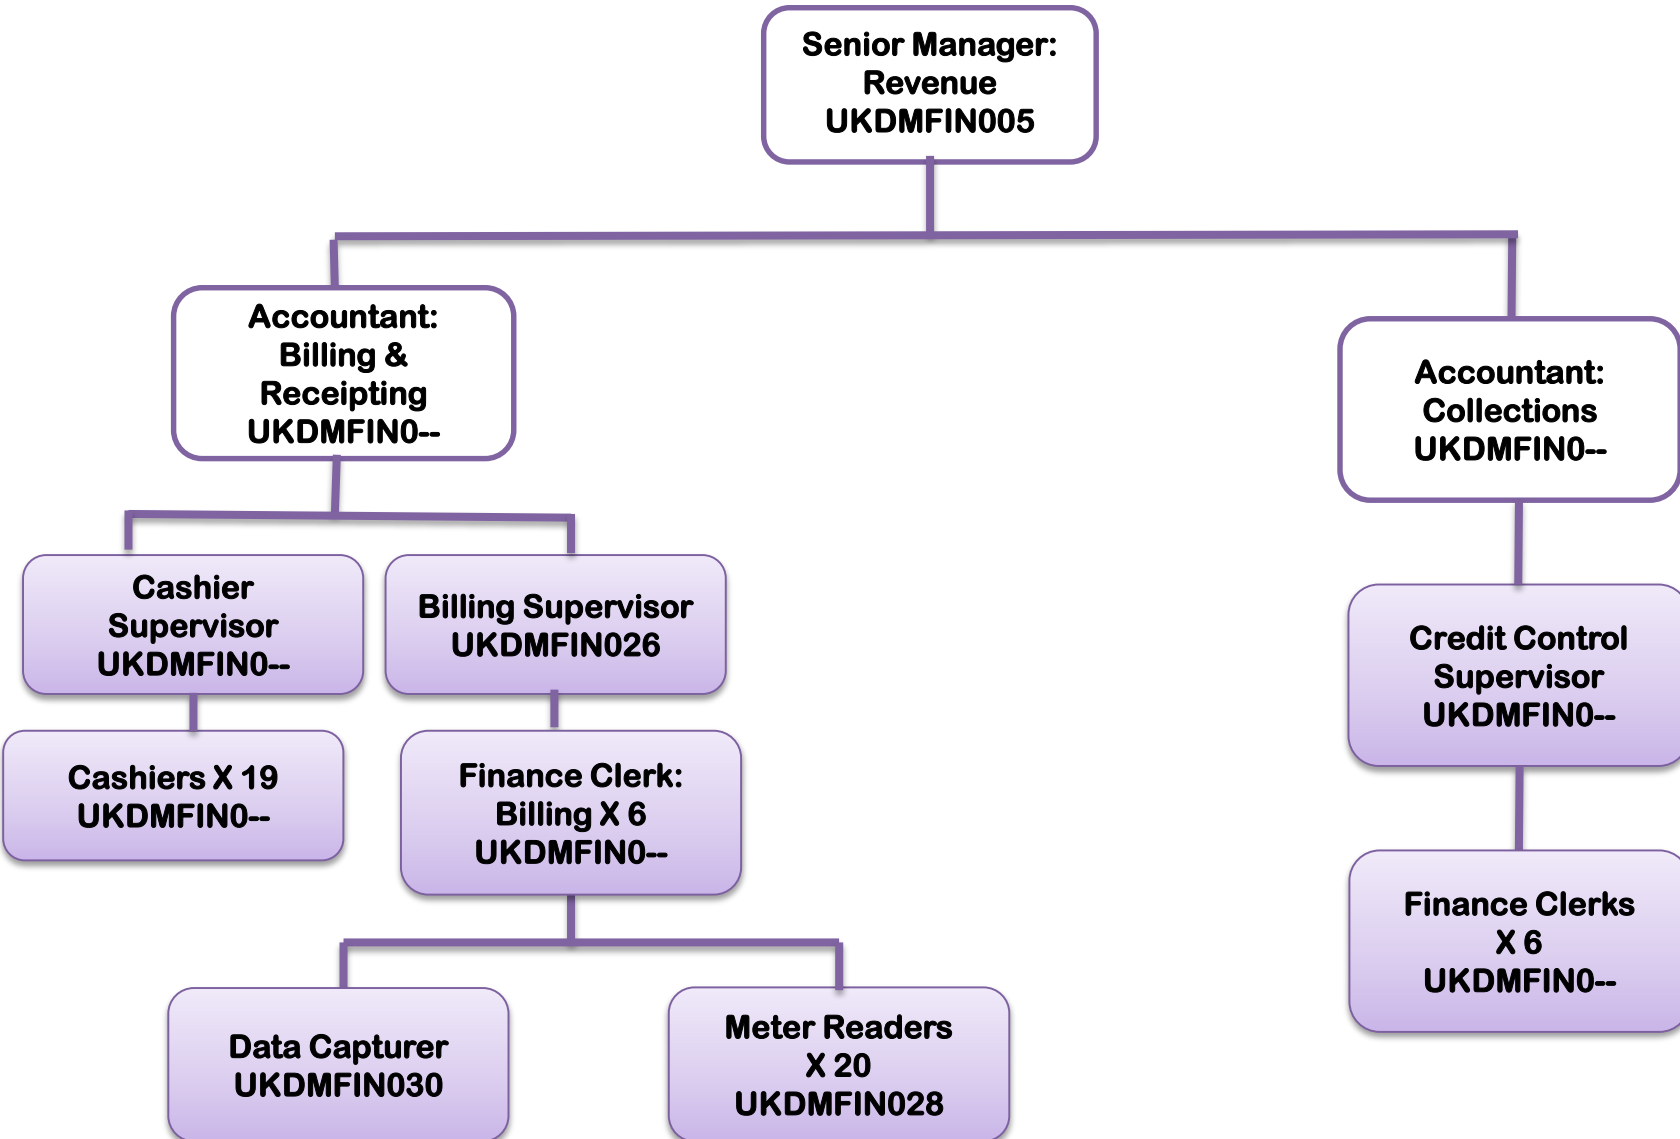 Senior Manager:
Revenue
UKDMFIN005
Accountant:
Billing &
Receipting
UKDMFIN0--
Accountant:
Collections
UKDMFIN0--
Cashier
Supervisor
UKDMFIN0--
Billing Supervisor
UKDMFIN026
Credit Control
Supervisor
UKDMFIN0--
Cashiers X 19
UKDMFIN0--
Finance Clerk:
Billing X 6
UKDMFIN0--
Finance Clerks
X 6
UKDMFIN0--
Data Capturer
UKDMFIN030
Meter Readers
X 20
UKDMFIN028